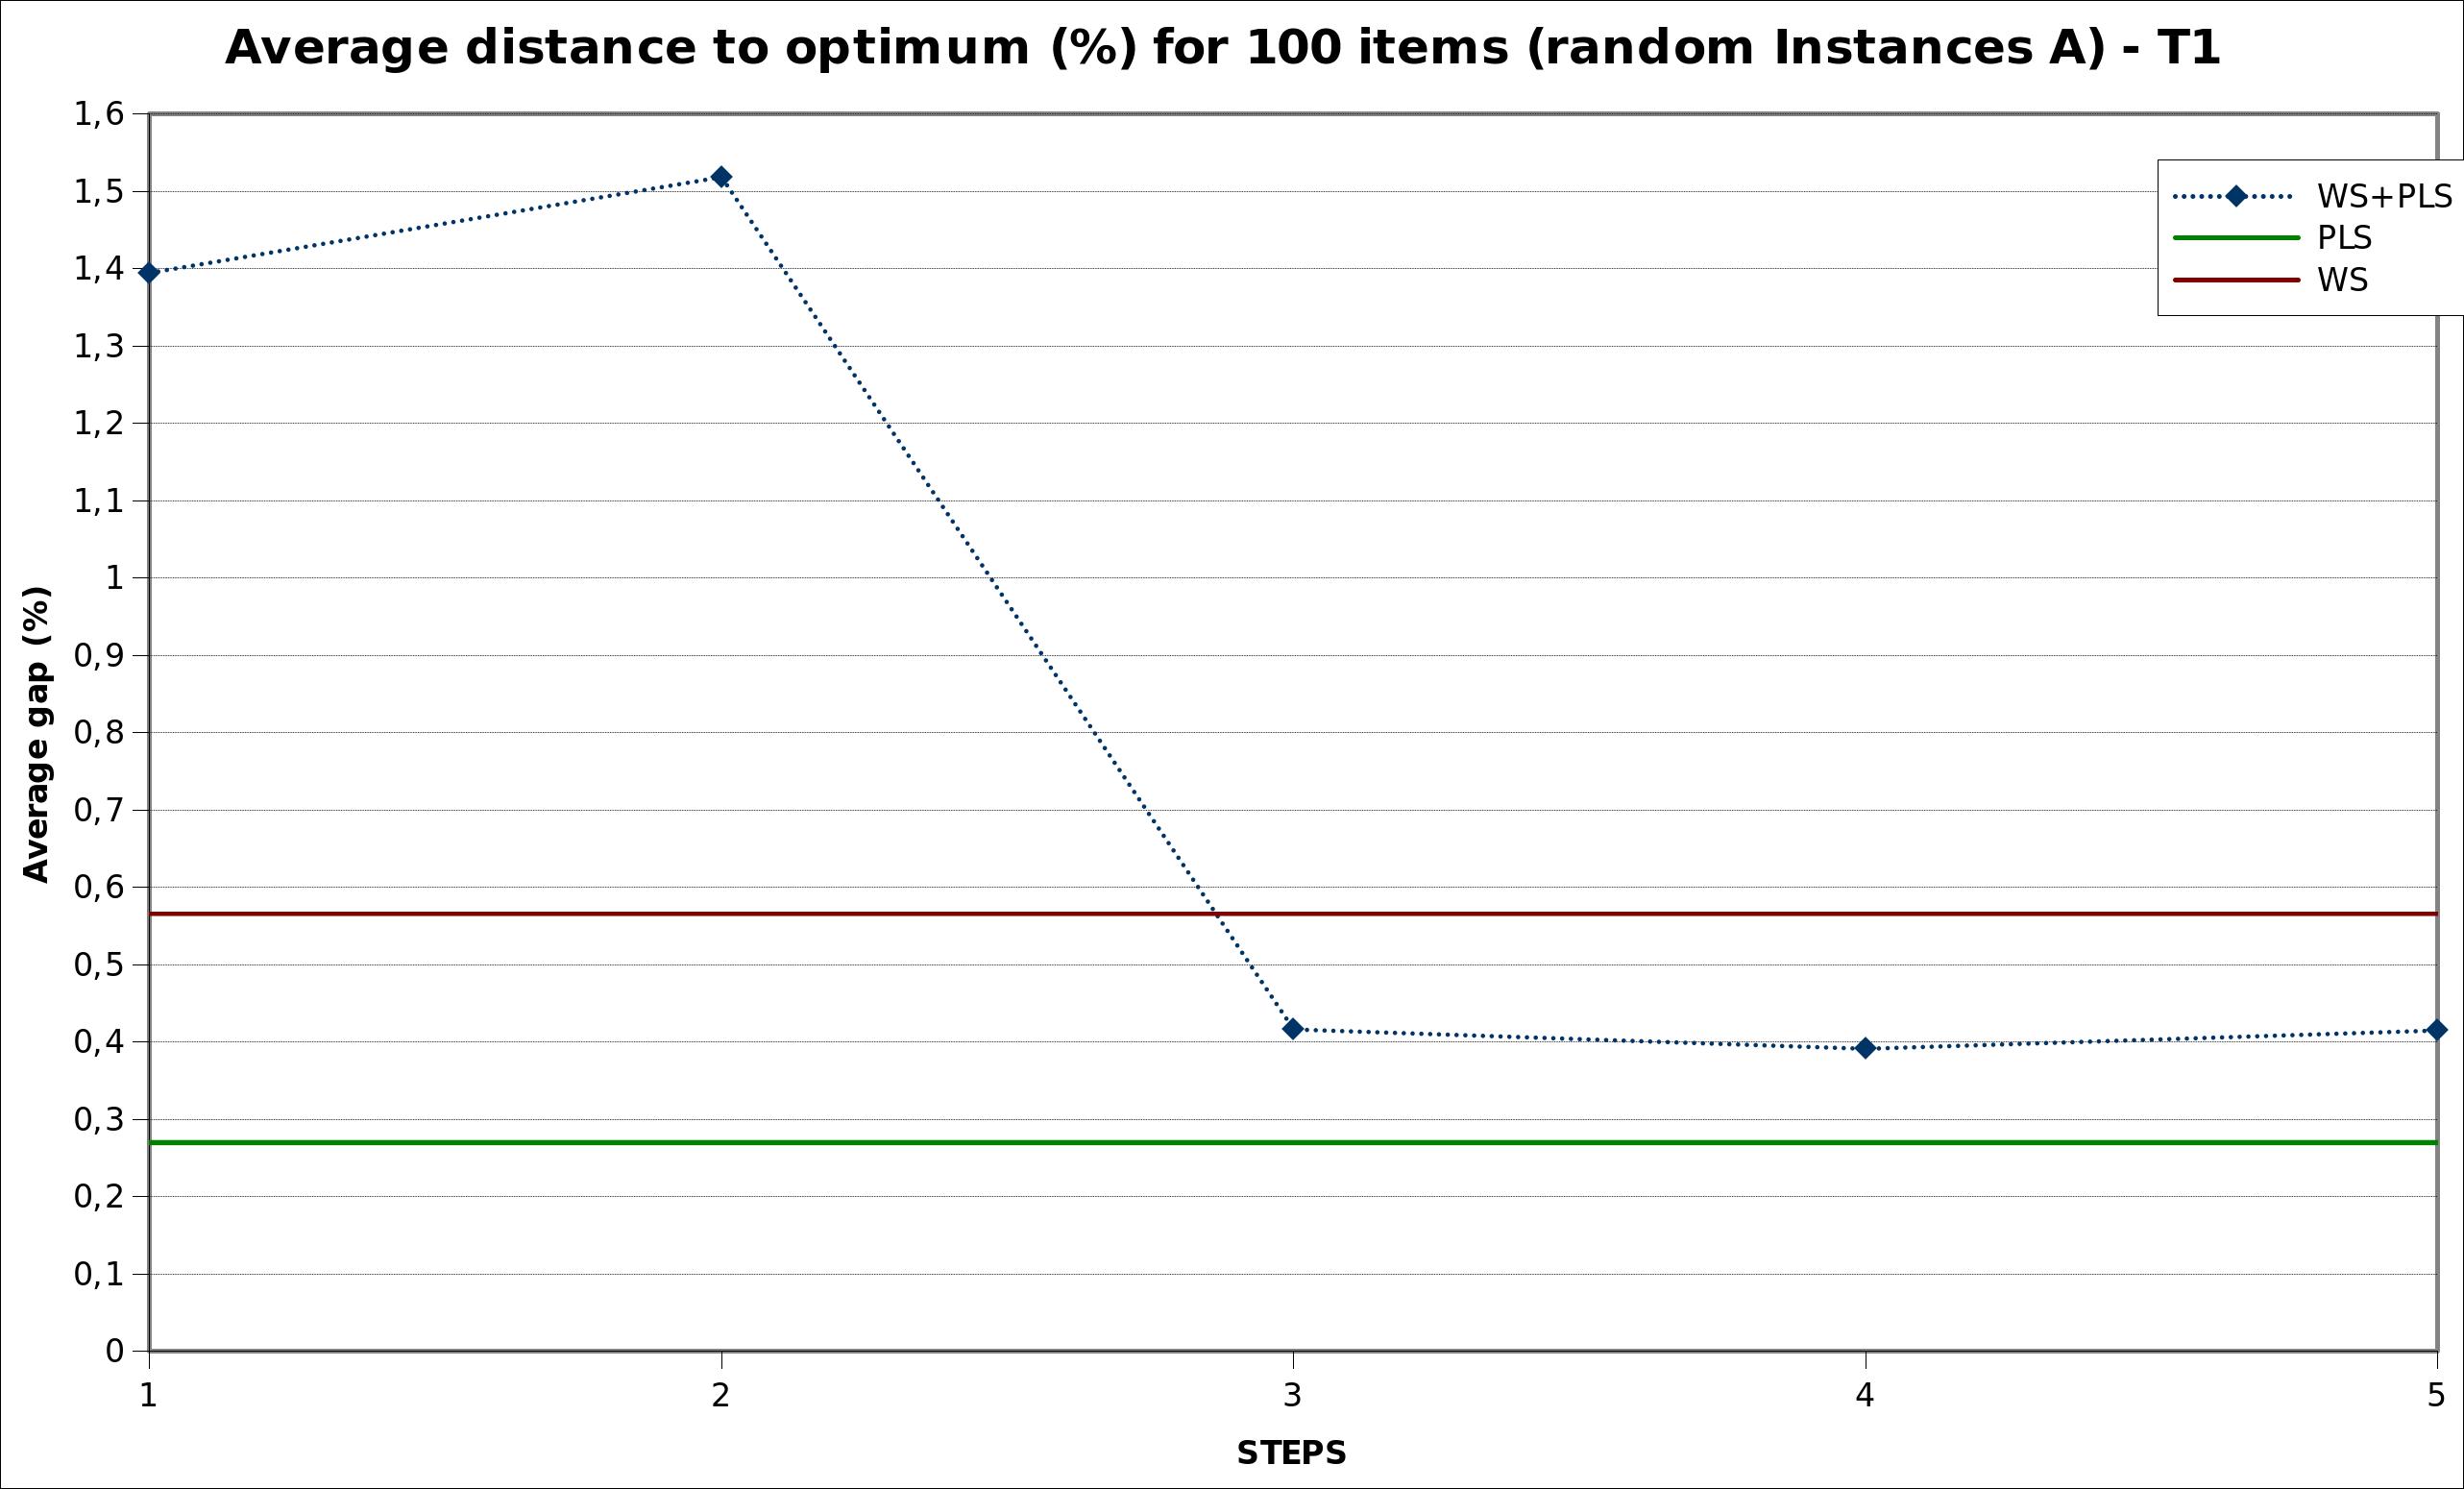 Average distance to optimum (%) for 100 items (random Instances A) - T1
1,6
1,5
1,4
1,3
1,2
1,1
1
0,9
0,8
0,7
0,6
0,5
0,4
0,3
0,2
0,1
0
Average gap (%)
WS+PLS
PLS
WS
1 2 3 4 5
STEPS